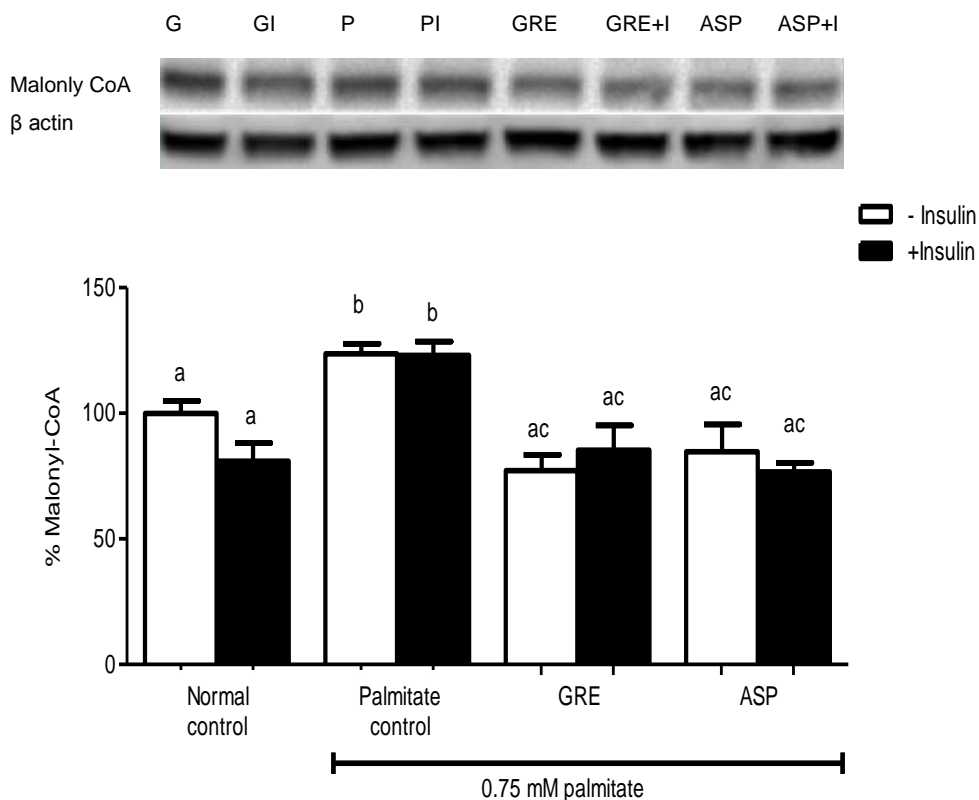 G GI P PI GRE GRE+I ASP ASP+I
Malonly CoA
β actin
- Insulin
+Insulin
150
100
50
0
% Malonyl-CoA
a
a
b
b
ac
ac
ac
ac
Normal
control
Palmitate
control
GRE
ASP
0.75 mM palmitate